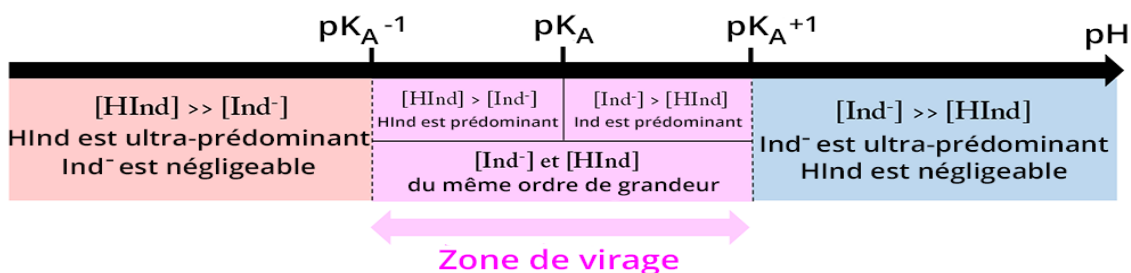 pKA-1 pKA pKA+1 pH
[HInd] >> [Ind-]
HInd est ultra-prédominant
Ind- est négligeable
[HInd] > [Ind-]
HInd est prédominant
[Ind-] > [HInd]
Ind est prédominant
[Ind-] et [HInd]
du même ordre de grandeur
[Ind-] >> [HInd]
Ind- est ultra-prédominant
HInd est négligeable
Zone de virage